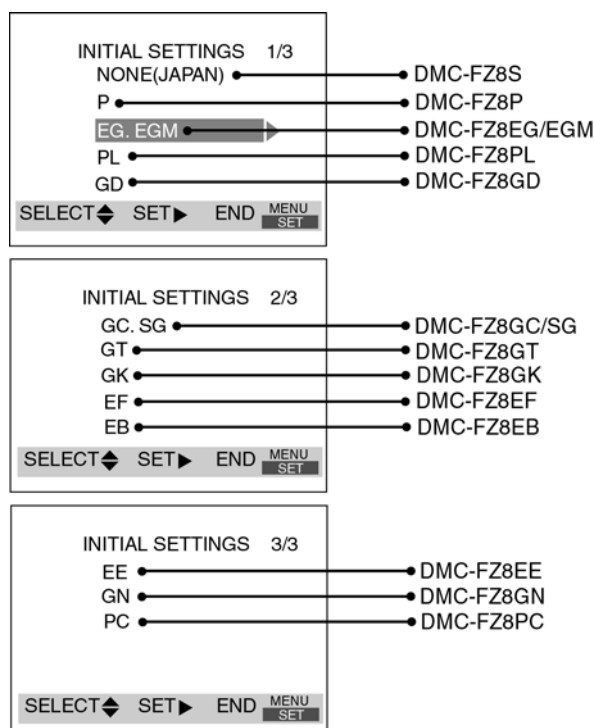 INITIAL SETTINGS 1/3
NONE(JAPAN) DMC-FZ8S
P DMC-FZ8P
EG. EGM DMC-FZ8EG/EGM
PL DMC-FZ8PL
GD DMC-FZ8GD
SELECT SET END MENU
SET
INITIAL SETTINGS 2/3
GC. SG DMC-FZ8GC/SG
GT DMC-FZ8GT
GK DMC-FZ8GK
EF DMC-FZ8EF
EB DMC-FZ8EB
SELECT SET END MENU
SET
INITIAL SETTINGS 3/3
EE DMC-FZ8EE
GN DMC-FZ8GN
PC DMC-FZ8PC
SELECT SET END MENU
SET